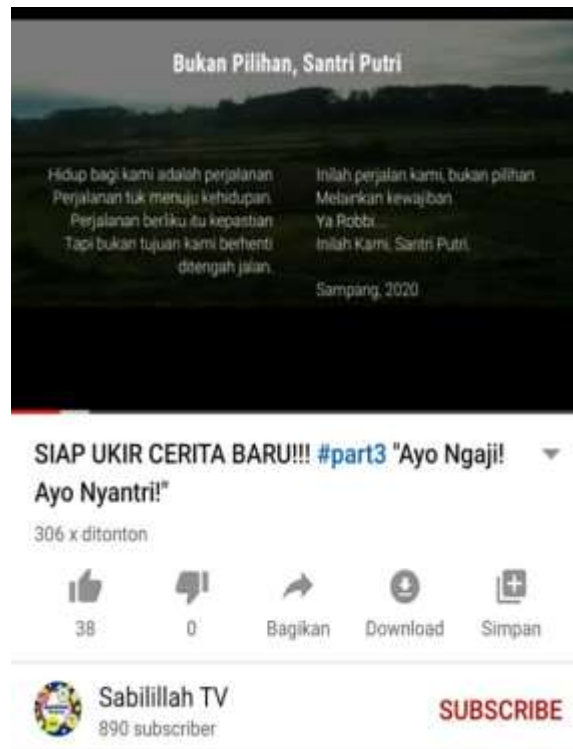 Bukan Pilihan, Santri Putri
Hidup bagi kami adalah perjalanan
Perjalanan tuk menuju kehidupan.
Perjalanan berliku itu kepastian
Tapi bukan tujuan kami berhenti
ditengah jalan.
Inilah perjalan kami, bukan pilihan
Melainkan kewajiban
Ya Robbi...
Inilah Kami, Santri Putri.
Sampang, 2020
SIAP UKIR CERITA BARU!!! #part3 "Ayo Ngaji!
Ayo Nyantri!"
306 x ditonton
38
0
Bagikan
Download
Simpan
Sabilillah TV
890 subscriber
SUBSCRIBE